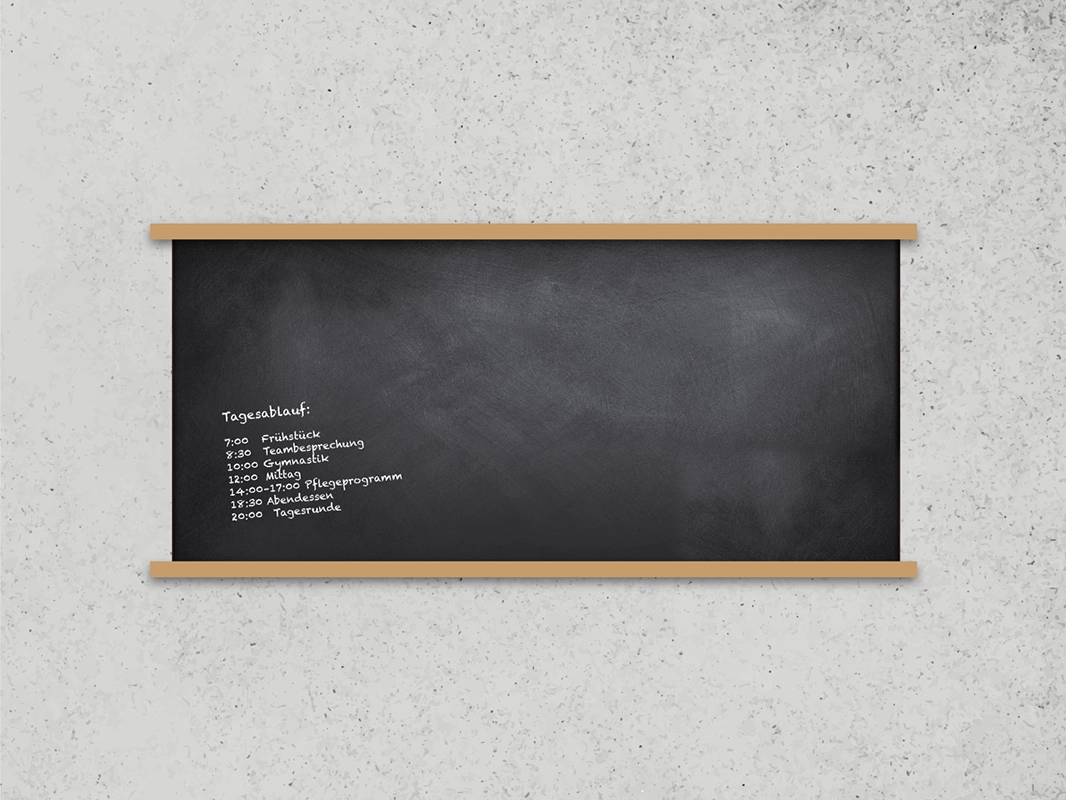 Tagesablauf:
7:00 Frühstück
8:30 Teambesprechung
10:00 Gymnastik
12:00 Mittag
14:00-17:00 Pflegeprogramm
18:30 Abendessen
20:00 Tagesrunde